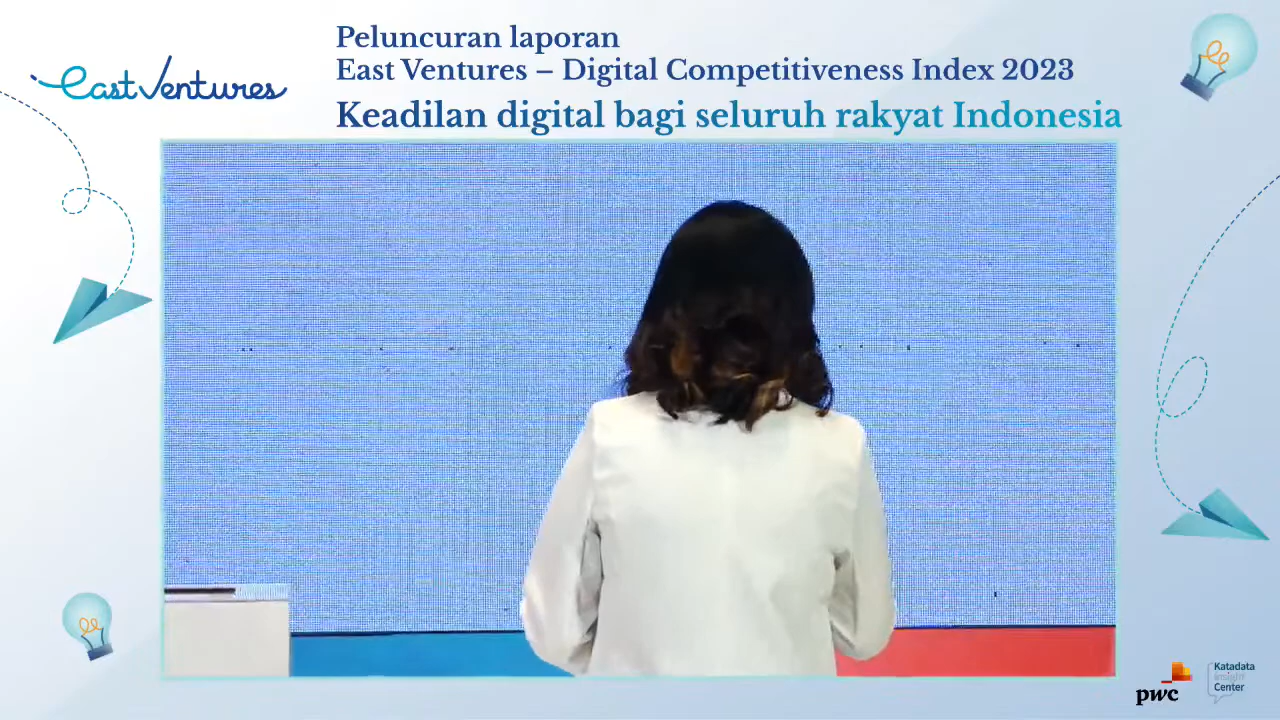 East Ventures
Peluncuran laporan
East Ventures – Digital Competitiveness Index 2023
Keadilan digital bagi seluruh rakyat Indonesia
pwc
Katadata
Insight
Center